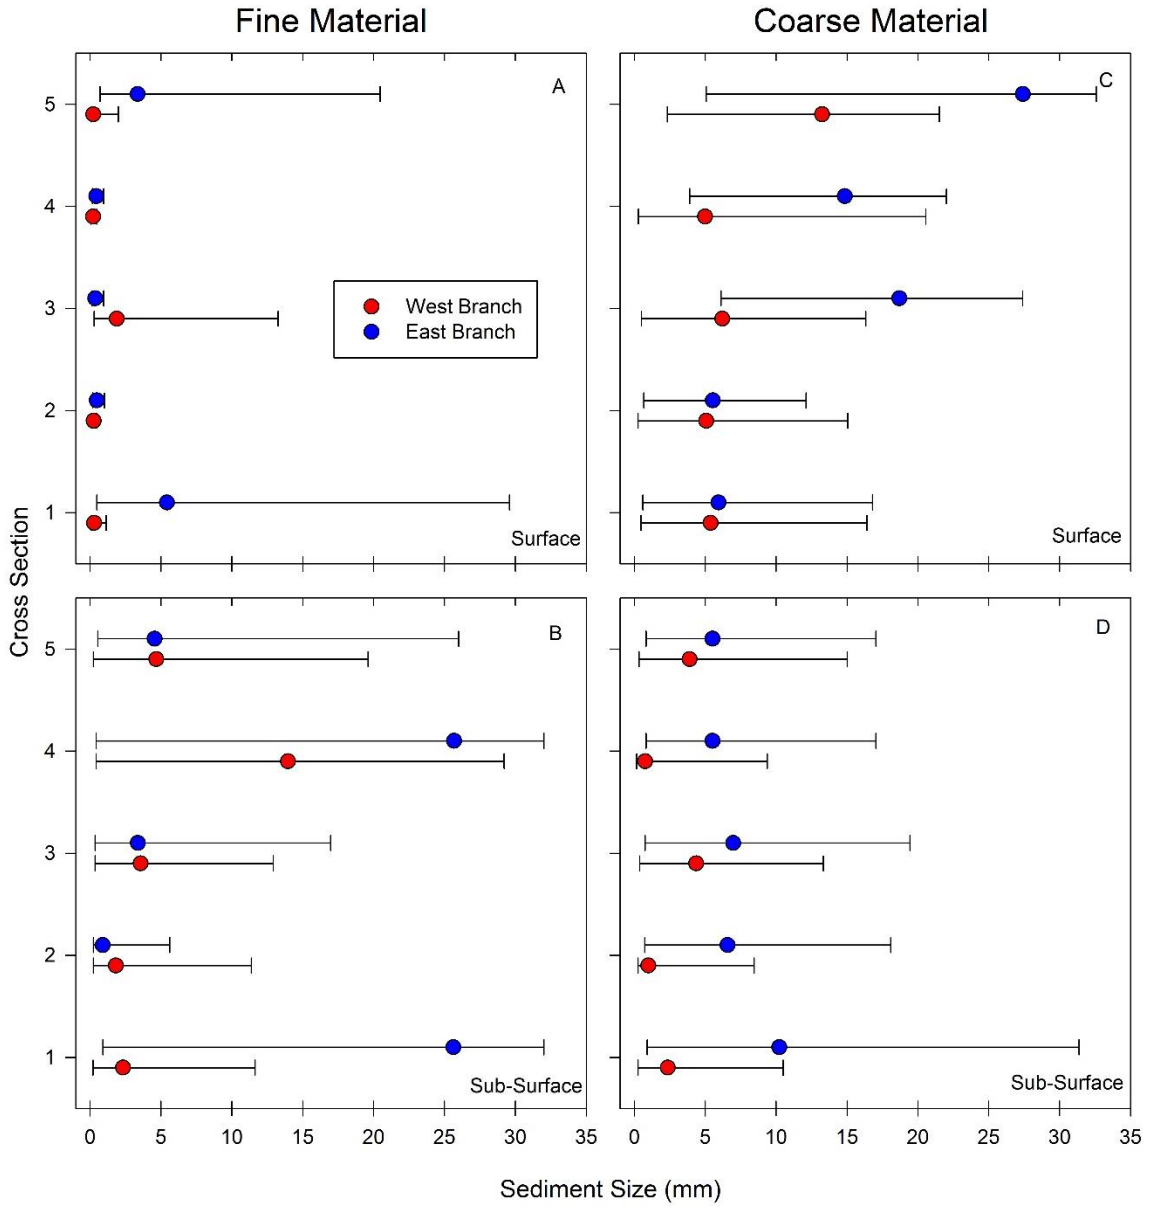 Fine Material
Coarse Material
A
5
4
3
2
1
West Branch
East Branch
Surface
C
Surface
Cross Section
B
5
4
3
2
1
Sub-Surface
0 5 10 15 20 25 30 35
D
Sub-Surface
0 5 10 15 20 25 30 35
Sediment Size (mm)